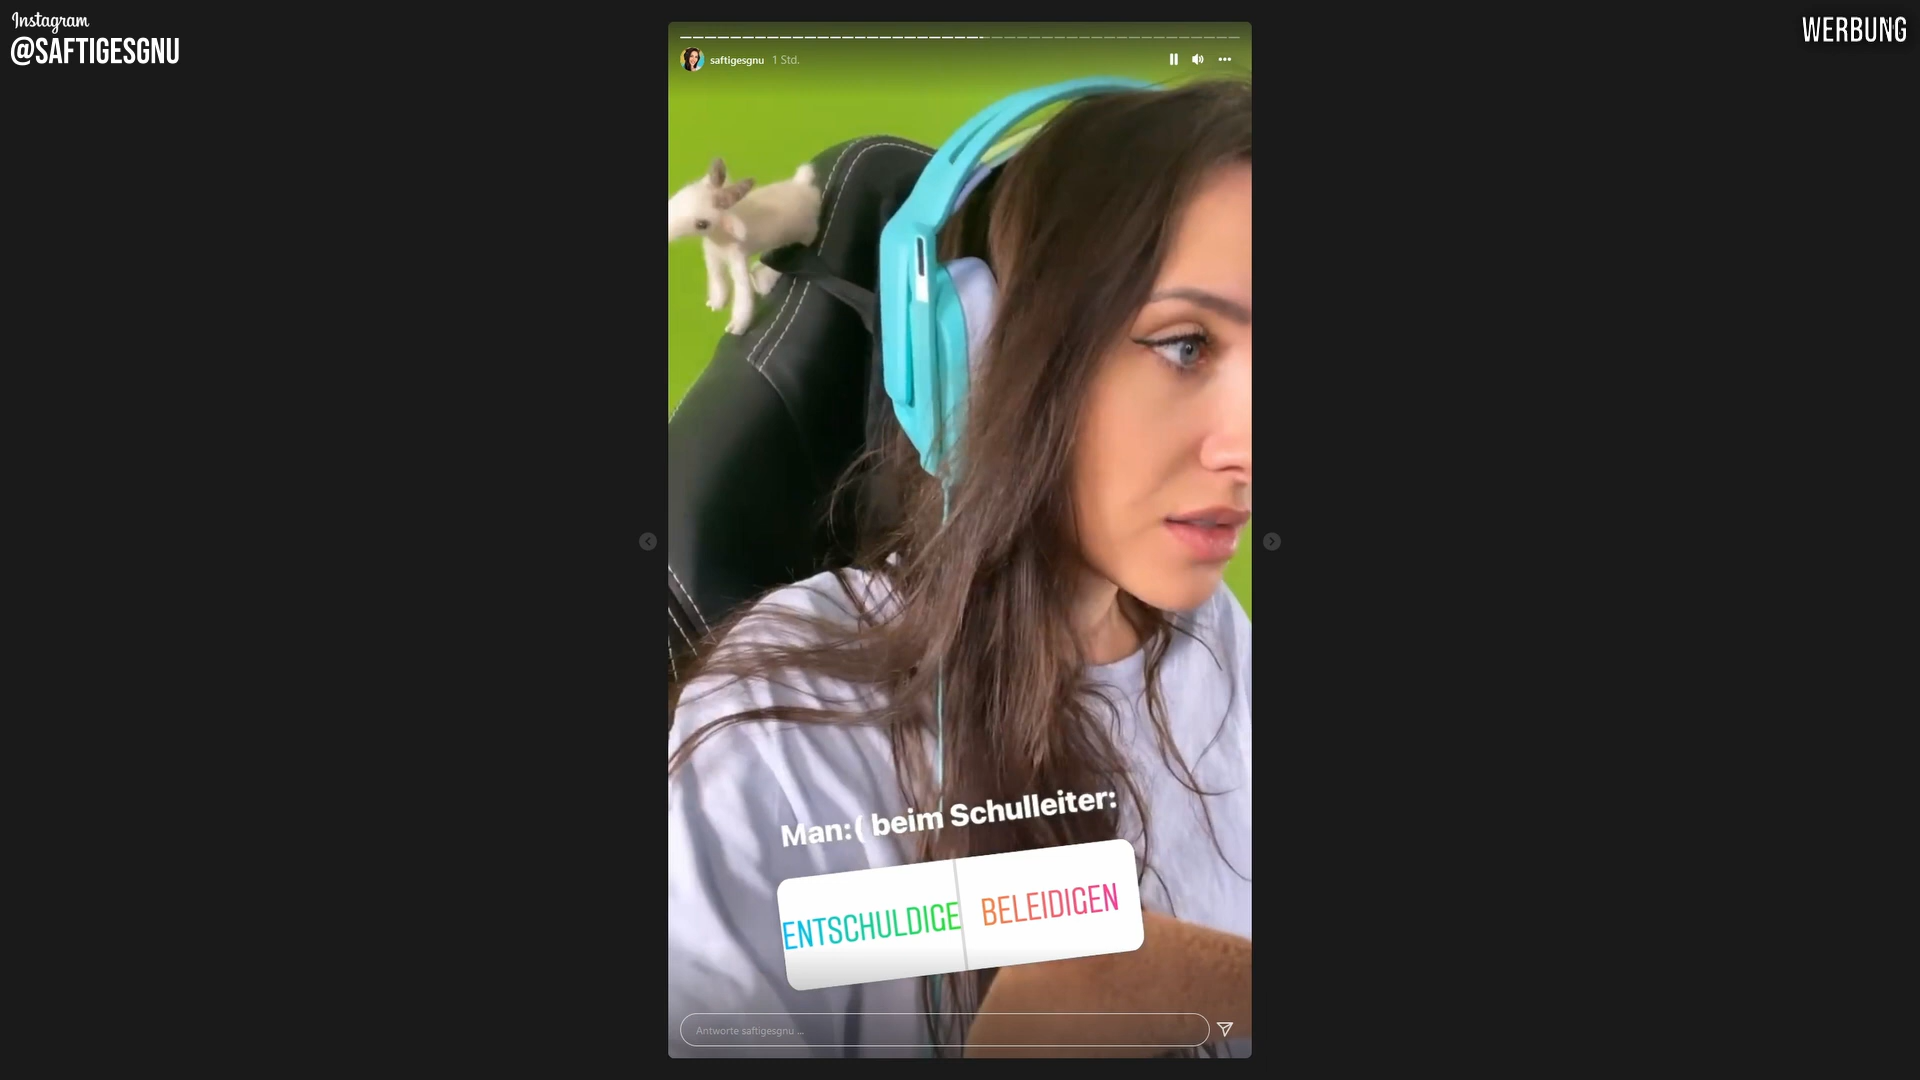 Instagram
@SAFTIGESGNU
WERBUNG
saftigesgnu 1 Std.
Man:( beim Schulleiter:
ENTSCHULDIGE
BELEIDIGEN
Antworte saftigesgnu ...